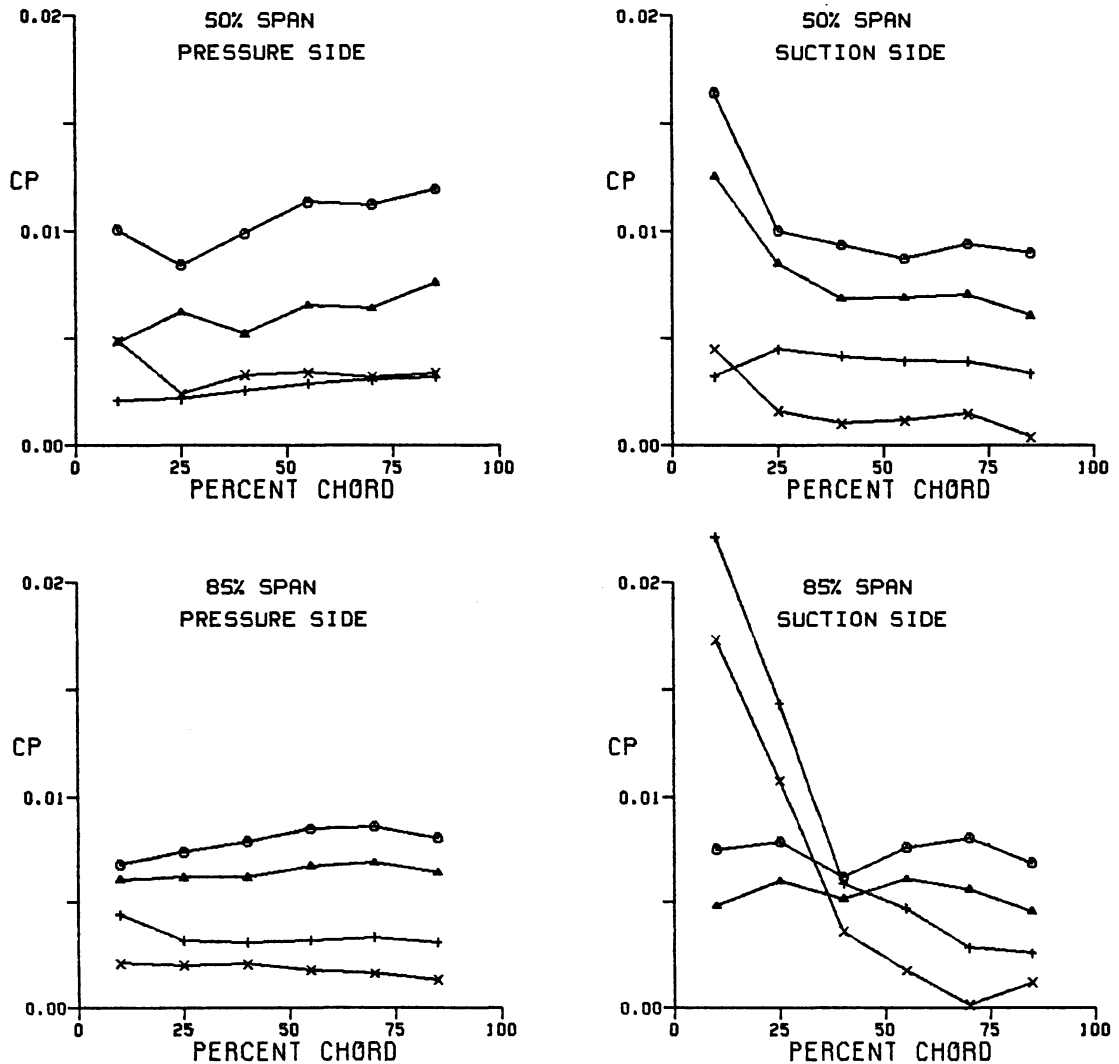 50% SPAN
PRESSURE SIDE
0.02
CP
0.01
0.00
0 25 50 75 100
PERCENT CHORD
50% SPAN
SUCTION SIDE
0.02
CP
0.01
0.00
0 25 50 75 100
PERCENT CHORD
85% SPAN
PRESSURE SIDE
0.02
CP
0.01
0.00
0 25 50 75 100
PERCENT CHORD
85% SPAN
SUCTION SIDE
0.02
CP
0.01
0.00
0 25 50 75 100
PERCENT CHORD